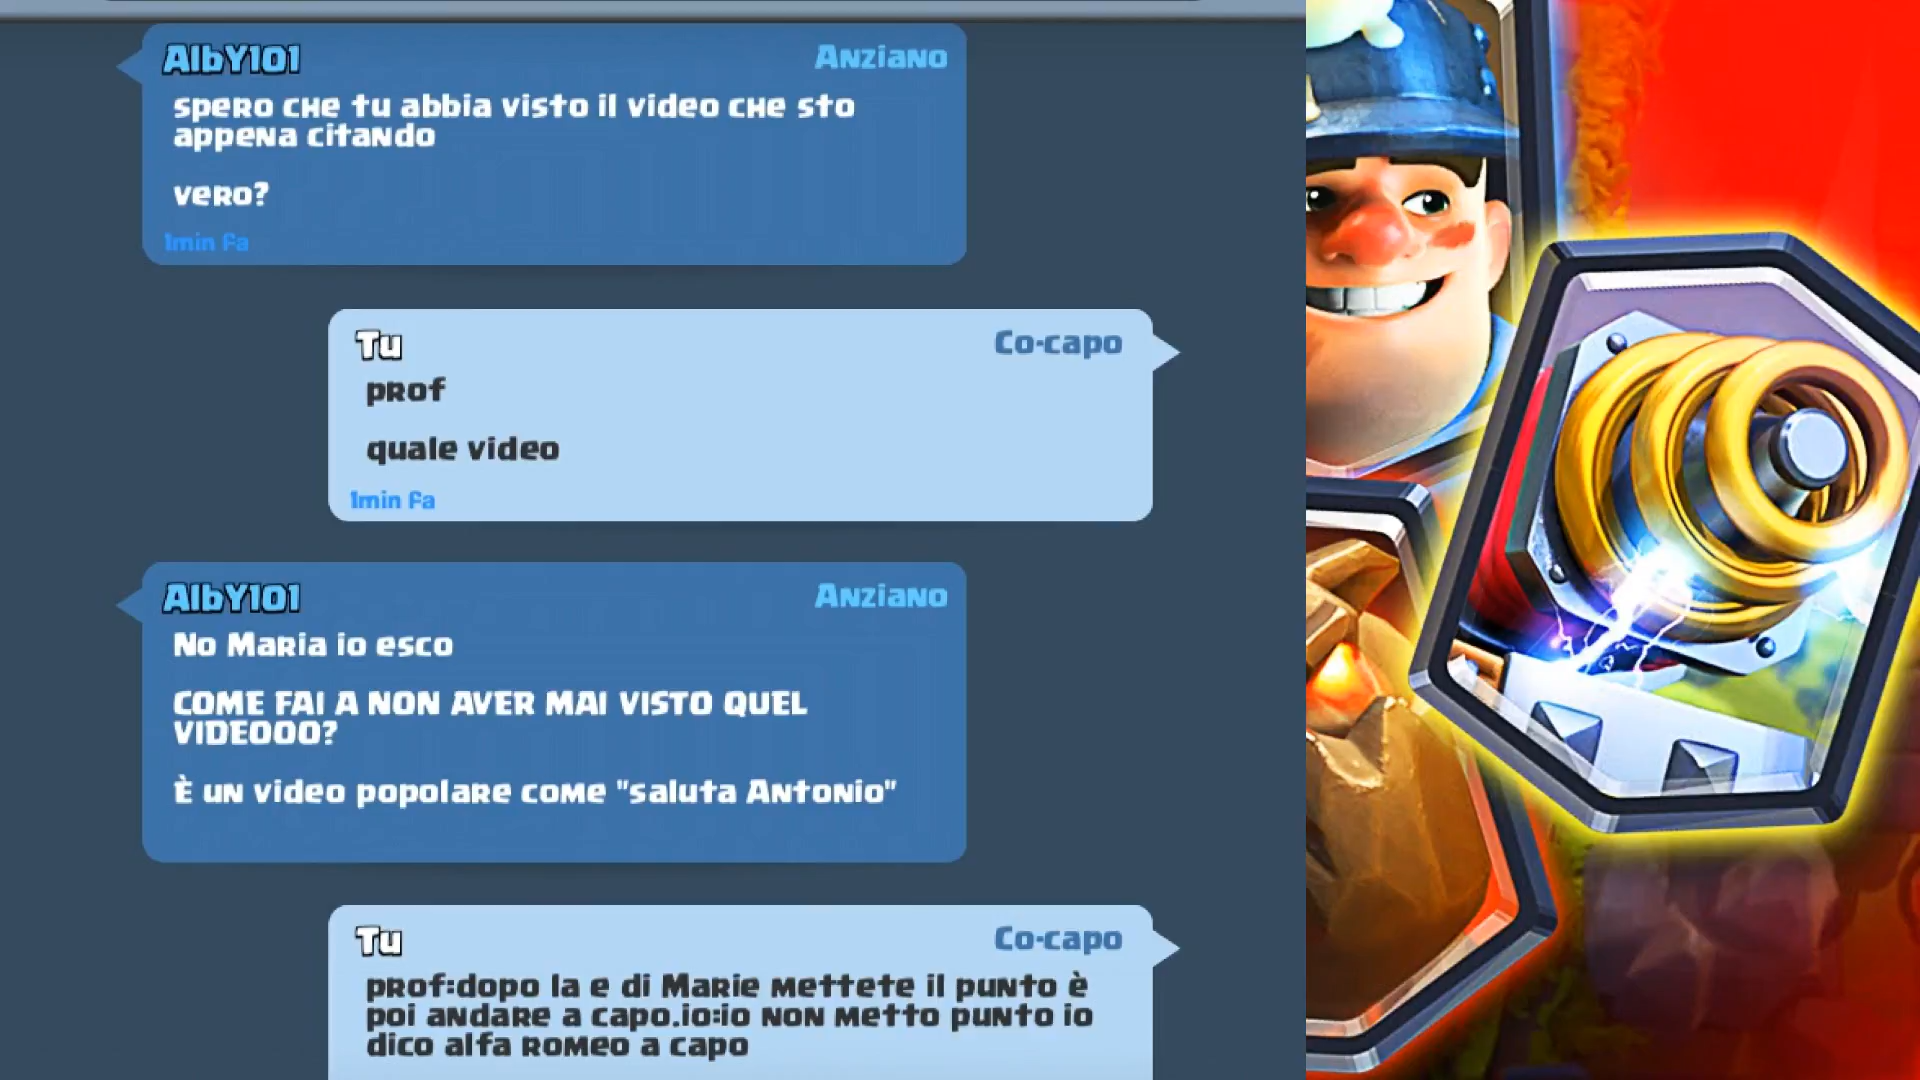 AlbY101
Anziano
spero che tu abbia visto il video che sto
appena citando
vero?
1min fa
Tu
Co-capo
prof
quale video
1min fa
AlbY101
Anziano
No Maria io esco
COME FAI A NON AVER MAI VISTO QUEL
VIDEOOO?
È un video popolare come "saluta Antonio"
Tu
Co-capo
prof:dopo la e di Marie mettete il punto è
poi andare a capo.io:io non metto punto io
dico alfa romeo a capo